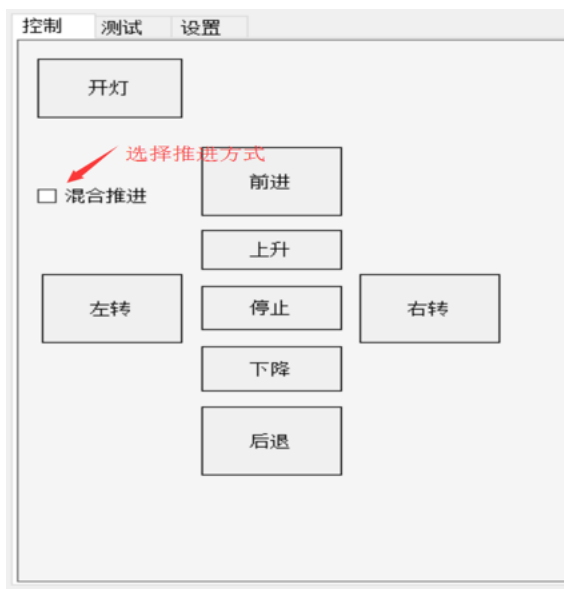 控制 测试 设置
开灯
选择推进方式
混合推进
前进
上升
左转 停止 右转
下降
后退